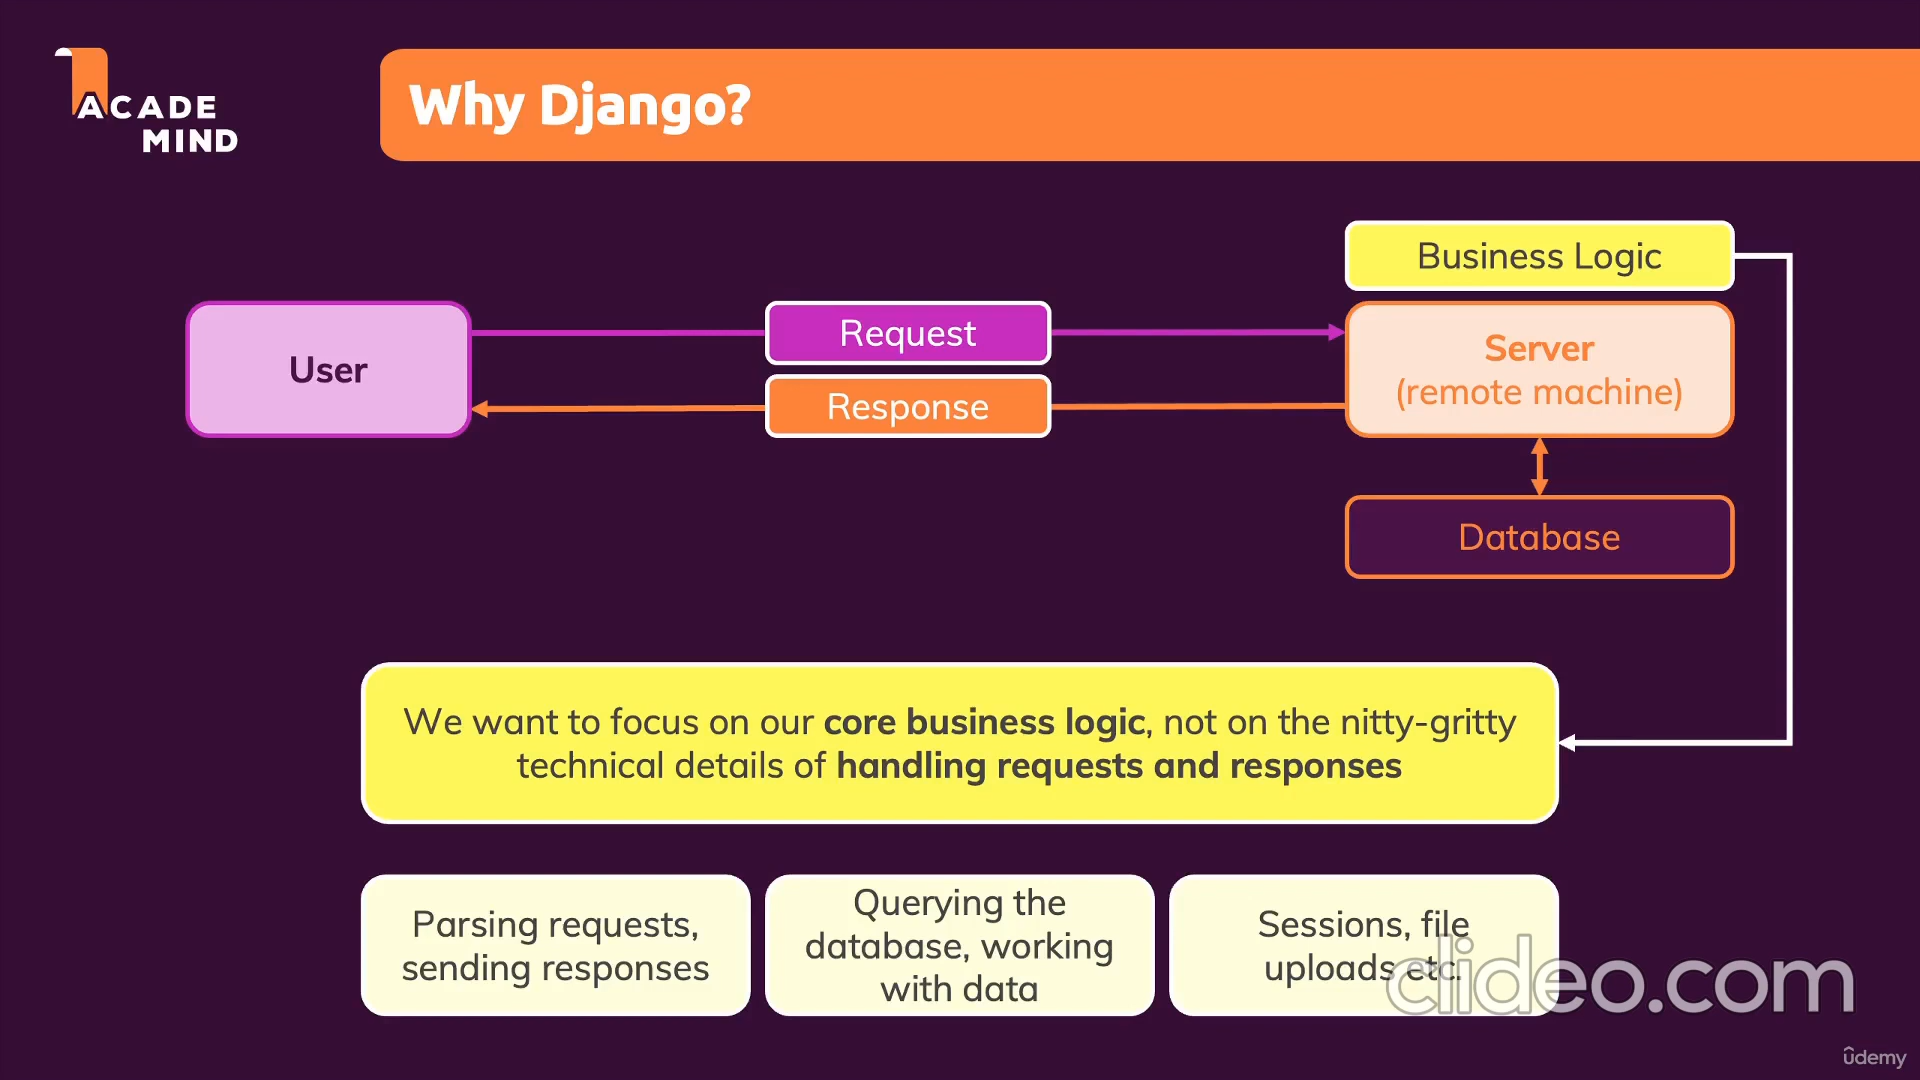 ACADE
MIND
Why Django?
Business Logic
User
Request
Response
Server
(remote machine)
Database
We want to focus on our core business logic, not on the nitty-gritty
technical details of handling requests and responses
Parsing requests,
sending responses
Querying the
database, working
with data
Sessions, file
uploads etc.
clideo.com
ûdemy